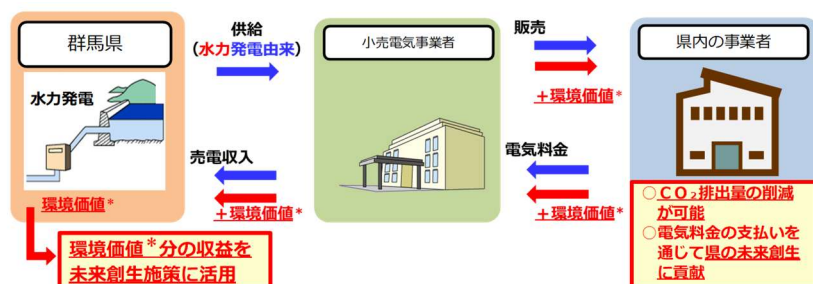 群馬県
水力発電
環境価値*
環境価値*分の収益を
未来創生施策に活用
供給
（水力発電由来）
売電収入
＋環境価値*
小売電気事業者
販売
＋環境価値*
電気料金
＋環境価値*
県内の事業者
○ＣＯ₂排出量の削減
が可能
○電気料金の支払いを
通じて県の未来創生
に貢献